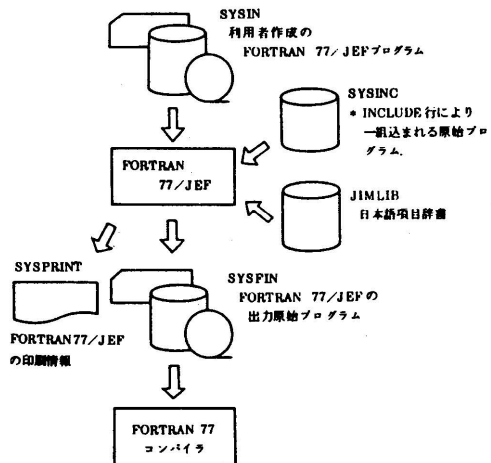 SYSIN
利用者作成の
FORTRAN 77/JEFプログラム
SYSINC
* INCLUDE行により
一組込まれる原始プロ
グラム.
FORTRAN
77/JEF
JIMLIB
日本語項目辞書
SYSPRINT
SYSFIN
FORTRAN 77/JEFの
出力原始プログラム
FORTRAN77/JEF
の印刷情報
FORTRAN 77
コンパイラ